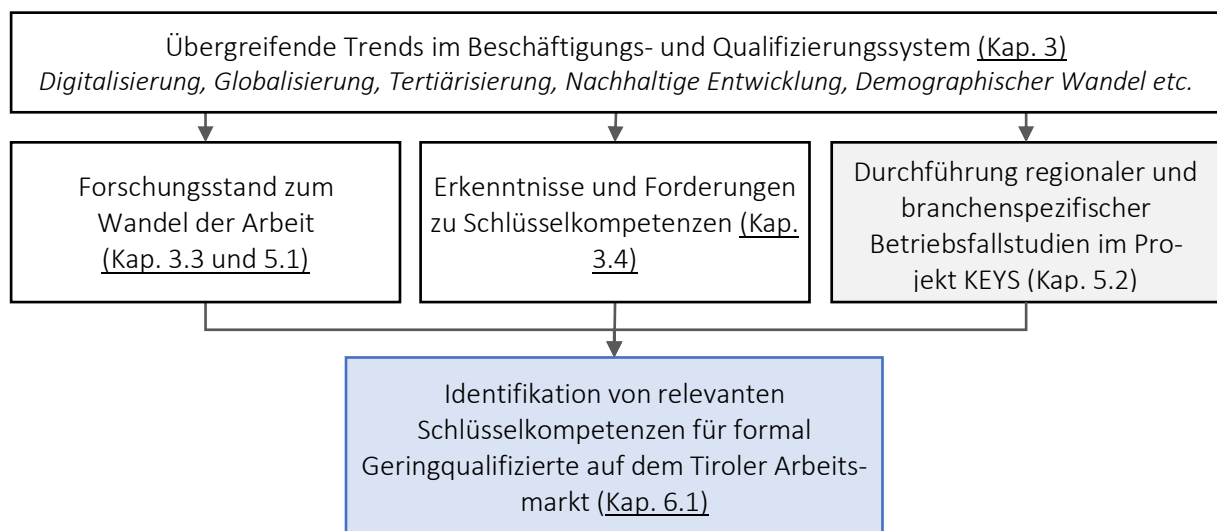 Übergreifende Trends im Beschäftigungs- und Qualifizierungssystem (Kap. 3)
Digitalisierung, Globalisierung, Tertiärisierung, Nachhaltige Entwicklung, Demographischer Wandel etc.
Forschungsstand zum
Wandel der Arbeit
(Kap. 3.3 und 5.1)
Erkenntnisse und Forderungen
zu Schlüsselkompetenzen (Kap.
3.4)
Durchführung regionaler und
branchenspezifischer
Betriebsfallstudien im Pro-
jekt KEYS (Kap. 5.2)
Identifikation von relevanten
Schlüsselkompetenzen für formal
Geringqualifizierte auf dem Tiroler Arbeits-
markt (Kap. 6.1)